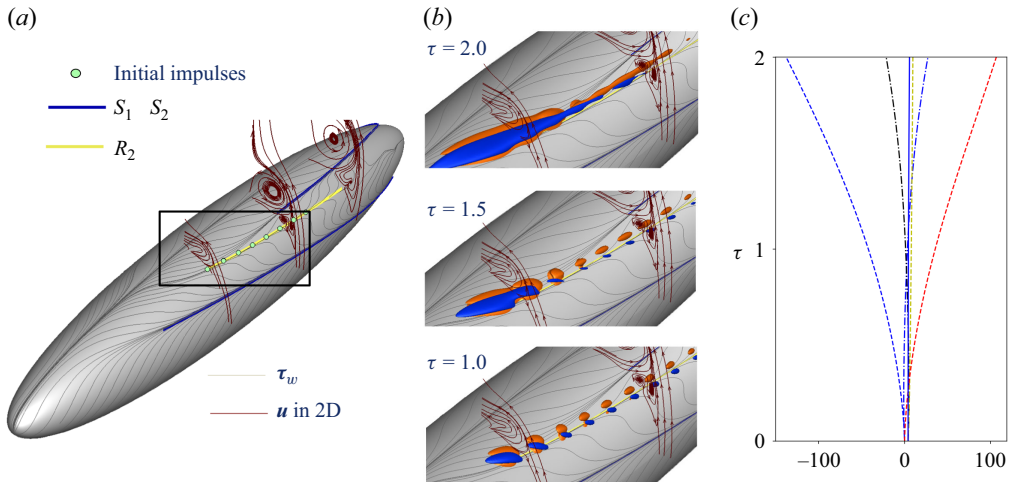 (a)
Initial impulses
S₁ S₂
R₂
τw
u in 2D
(b)
τ = 2.0
τ = 1.5
τ = 1.0
(c)
2
τ 1
0
−100 0 100